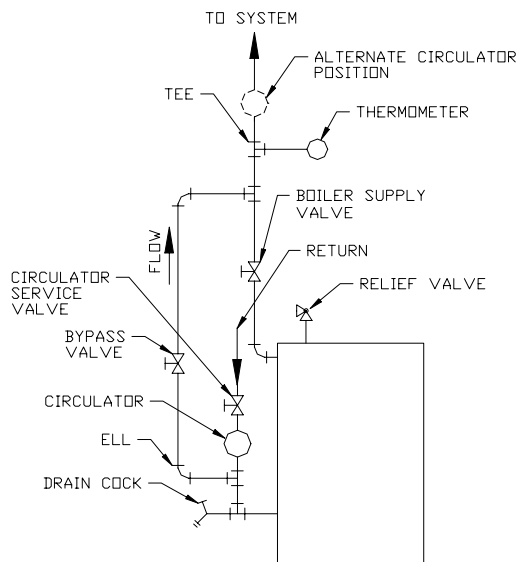 TO SYSTEM
ALTERNATE CIRCULATOR
POSITION
TEE
THERMOMETER
BOILER SUPPLY
VALVE
FLOW
RETURN
CIRCULATOR
SERVICE
VALVE
RELIEF VALVE
BYPASS
VALVE
CIRCULATOR
ELL
DRAIN COCK